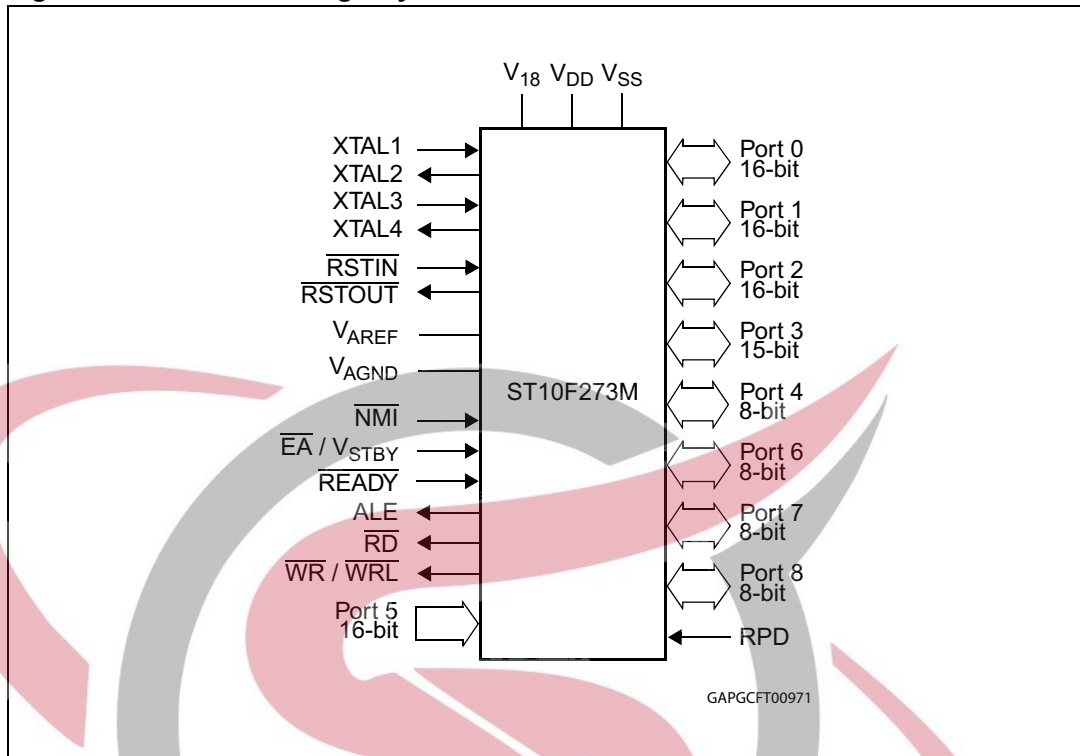 V18 VDD VSS
XTAL1
XTAL2
XTAL3
XTAL4
RSTIN
RSTOUT
VAREF
VAGND
NMI
EA / VSTBY
READY
ALE
RD
WR / WRL
Port 5
16-bit
ST10F273M
Port 0
16-bit
Port 1
16-bit
Port 2
16-bit
Port 3
15-bit
Port 4
8-bit
Port 6
8-bit
Port 7
8-bit
Port 8
8-bit
RPD
GAPGCFT00971